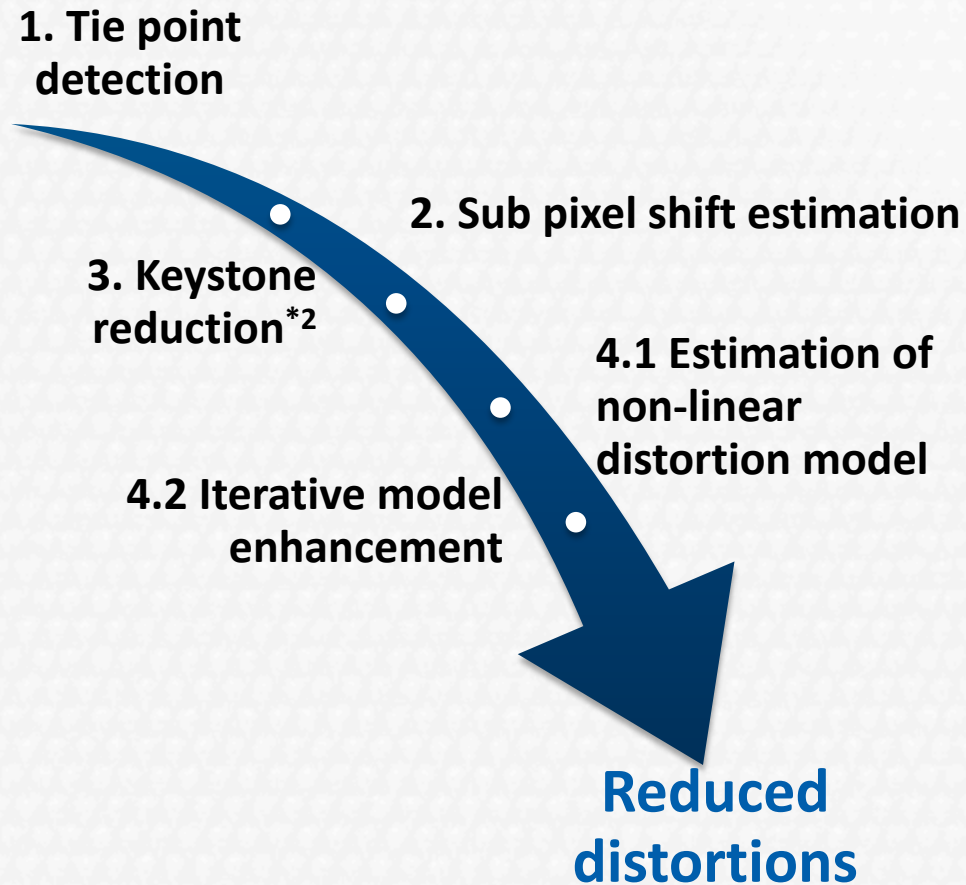 1. Tie point
detection
2. Sub pixel shift estimation
3. Keystone
reduction*2
4.1 Estimation of
non-linear
distortion model
4.2 Iterative model
enhancement
Reduced
distortions